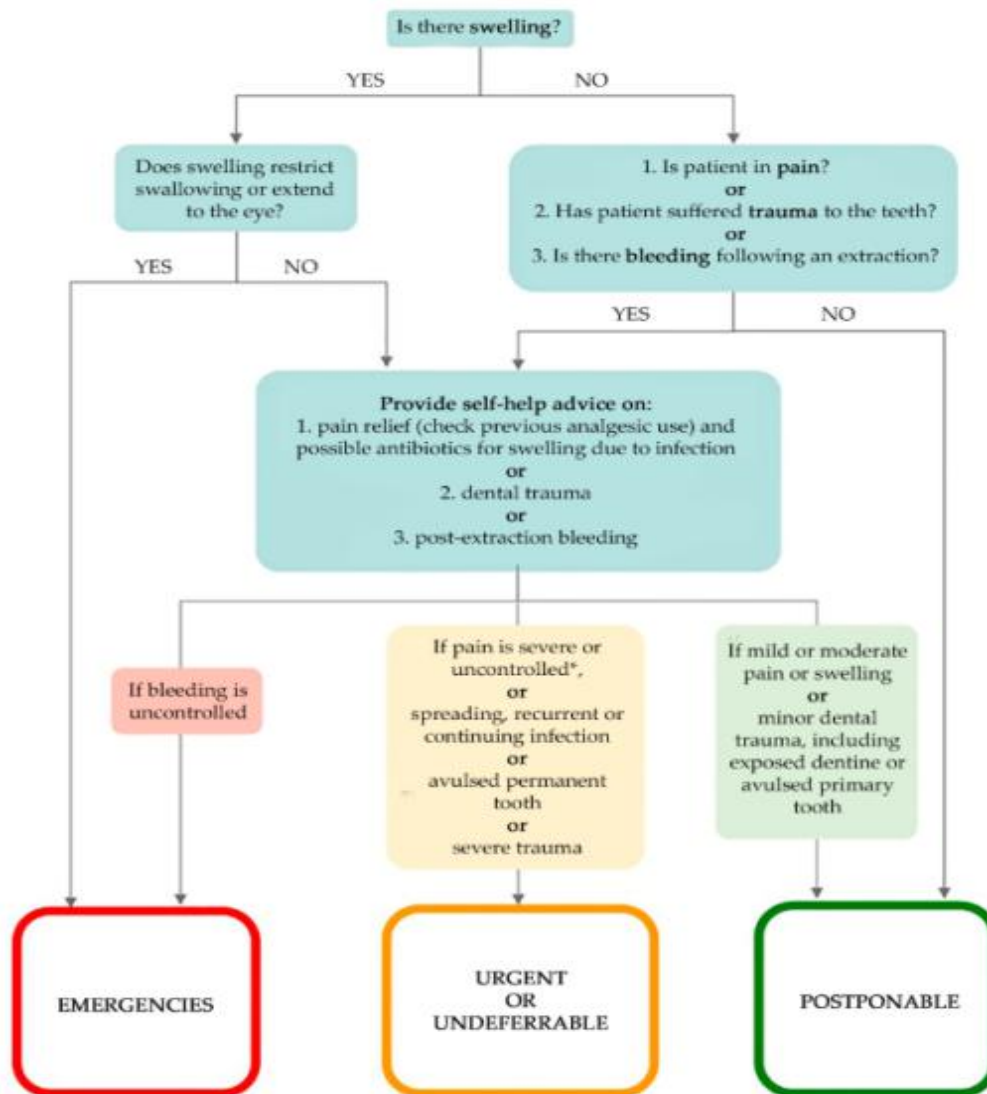 Is there swelling?
YES
NO
Does swelling restrict
swallowing or extend
to the eye?
1. Is patient in pain?
or
2. Has patient suffered trauma to the teeth?
or
3. Is there bleeding following an extraction?
YES
NO
YES
NO
Provide self-help advice on:
1. pain relief (check previous analgesic use) and
possible antibiotics for swelling due to infection
or
2. dental trauma
or
3. post-extraction bleeding
If bleeding is
uncontrolled
If pain is severe or
uncontrolled*,
or
spreading, recurrent or
continuing infection
or
avulsed permanent
tooth
or
severe trauma
If mild or moderate
pain or swelling
or
minor dental
trauma, including
exposed dentine or
avulsed primary
tooth
EMERGENCIES
URGENT
OR
UNDEFERRABLE
POSTPONABLE